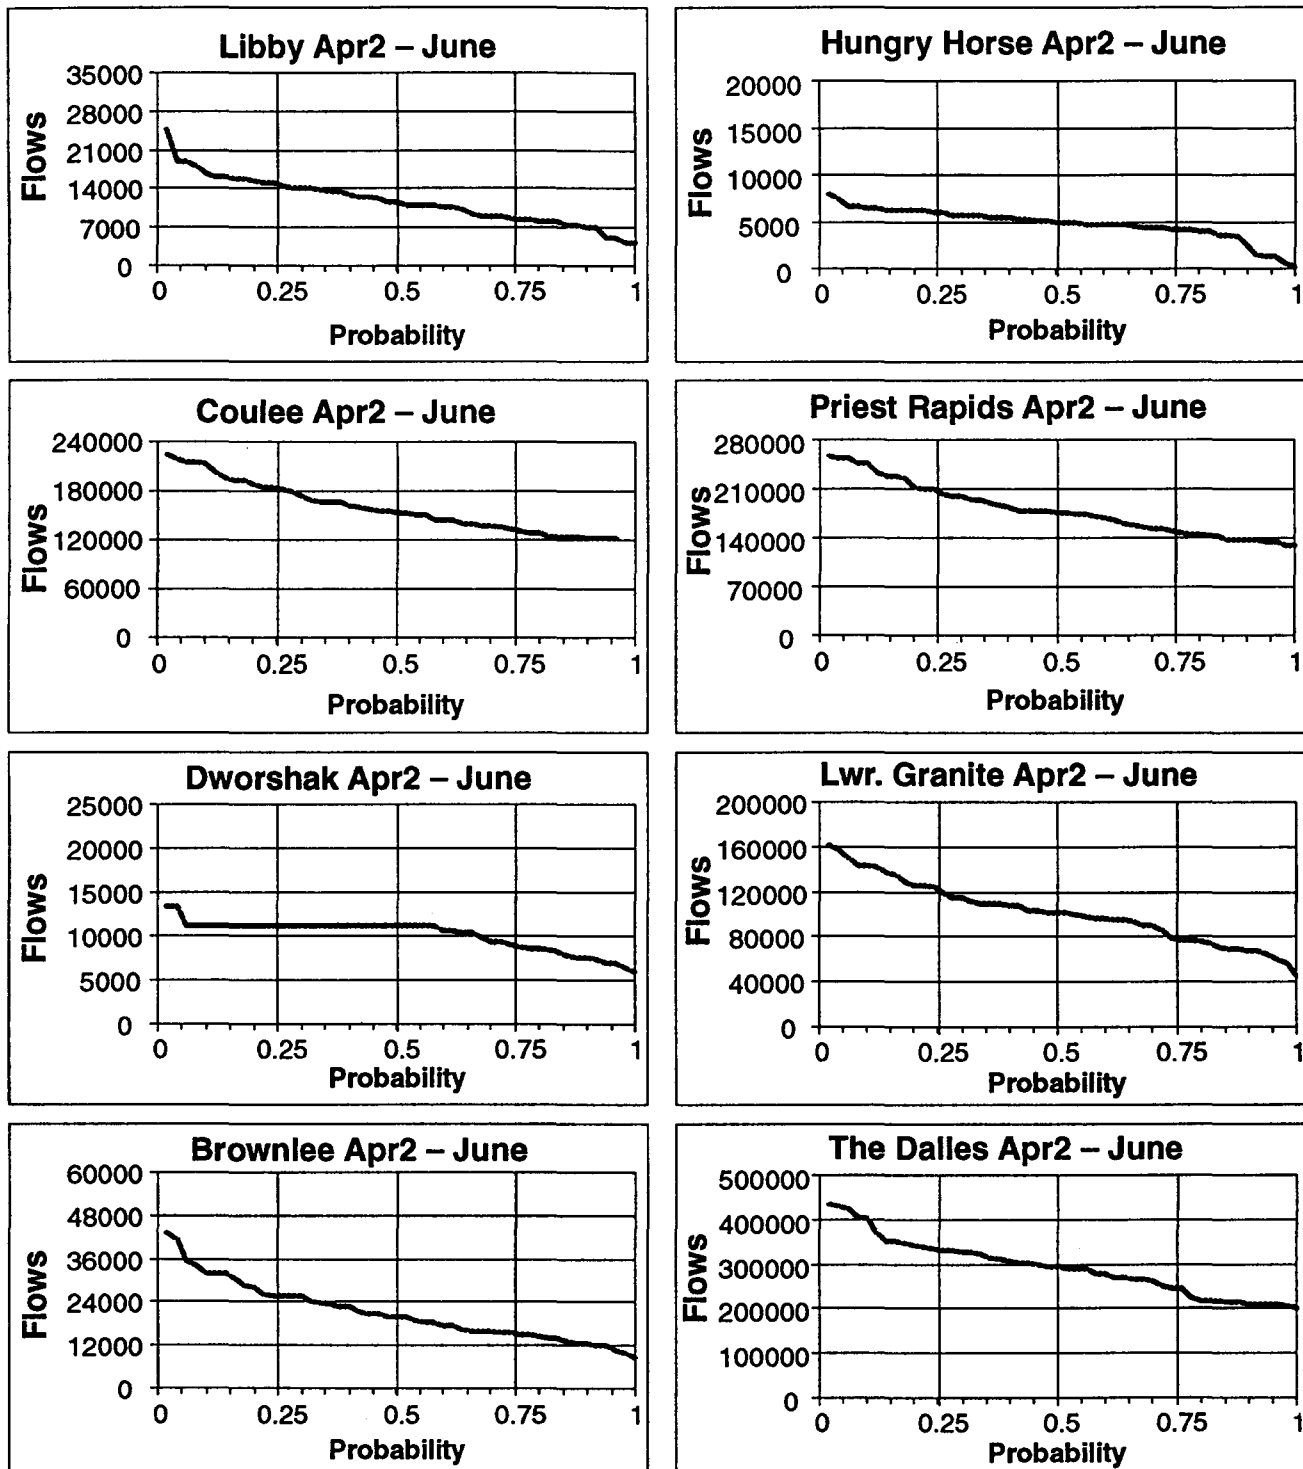 Libby Apr2 – June
35000
28000
21000
14000
7000
0
Flows
0 0.25 0.5 0.75 1
Probability
Hungry Horse Apr2 – June
20000
15000
10000
5000
0
Flows
0 0.25 0.5 0.75 1
Probability
Coulee Apr2 – June
240000
180000
120000
60000
0
Flows
0 0.25 0.5 0.75 1
Probability
Priest Rapids Apr2 – June
280000
210000
140000
70000
0
Flows
0 0.25 0.5 0.75 1
Probability
Dworshak Apr2 – June
25000
20000
15000
10000
5000
0
Flows
0 0.25 0.5 0.75 1
Probability
Lwr. Granite Apr2 – June
200000
160000
120000
80000
40000
0
Flows
0 0.25 0.5 0.75 1
Probability
Brownlee Apr2 – June
60000
48000
36000
24000
12000
0
Flows
0 0.25 0.5 0.75 1
Probability
The Dalles Apr2 – June
500000
400000
300000
200000
100000
0
Flows
0 0.25 0.5 0.75 1
Probability